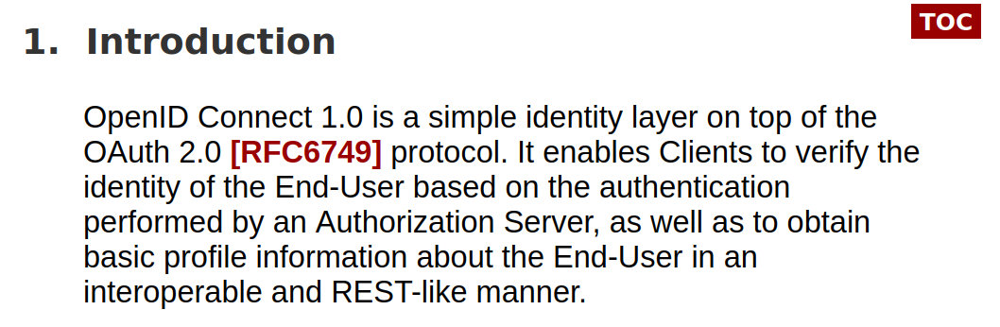 TOC
1. Introduction
OpenID Connect 1.0 is a simple identity layer on top of the
OAuth 2.0 [RFC6749] protocol. It enables Clients to verify the
identity of the End-User based on the authentication
performed by an Authorization Server, as well as to obtain
basic profile information about the End-User in an
interoperable and REST-like manner.